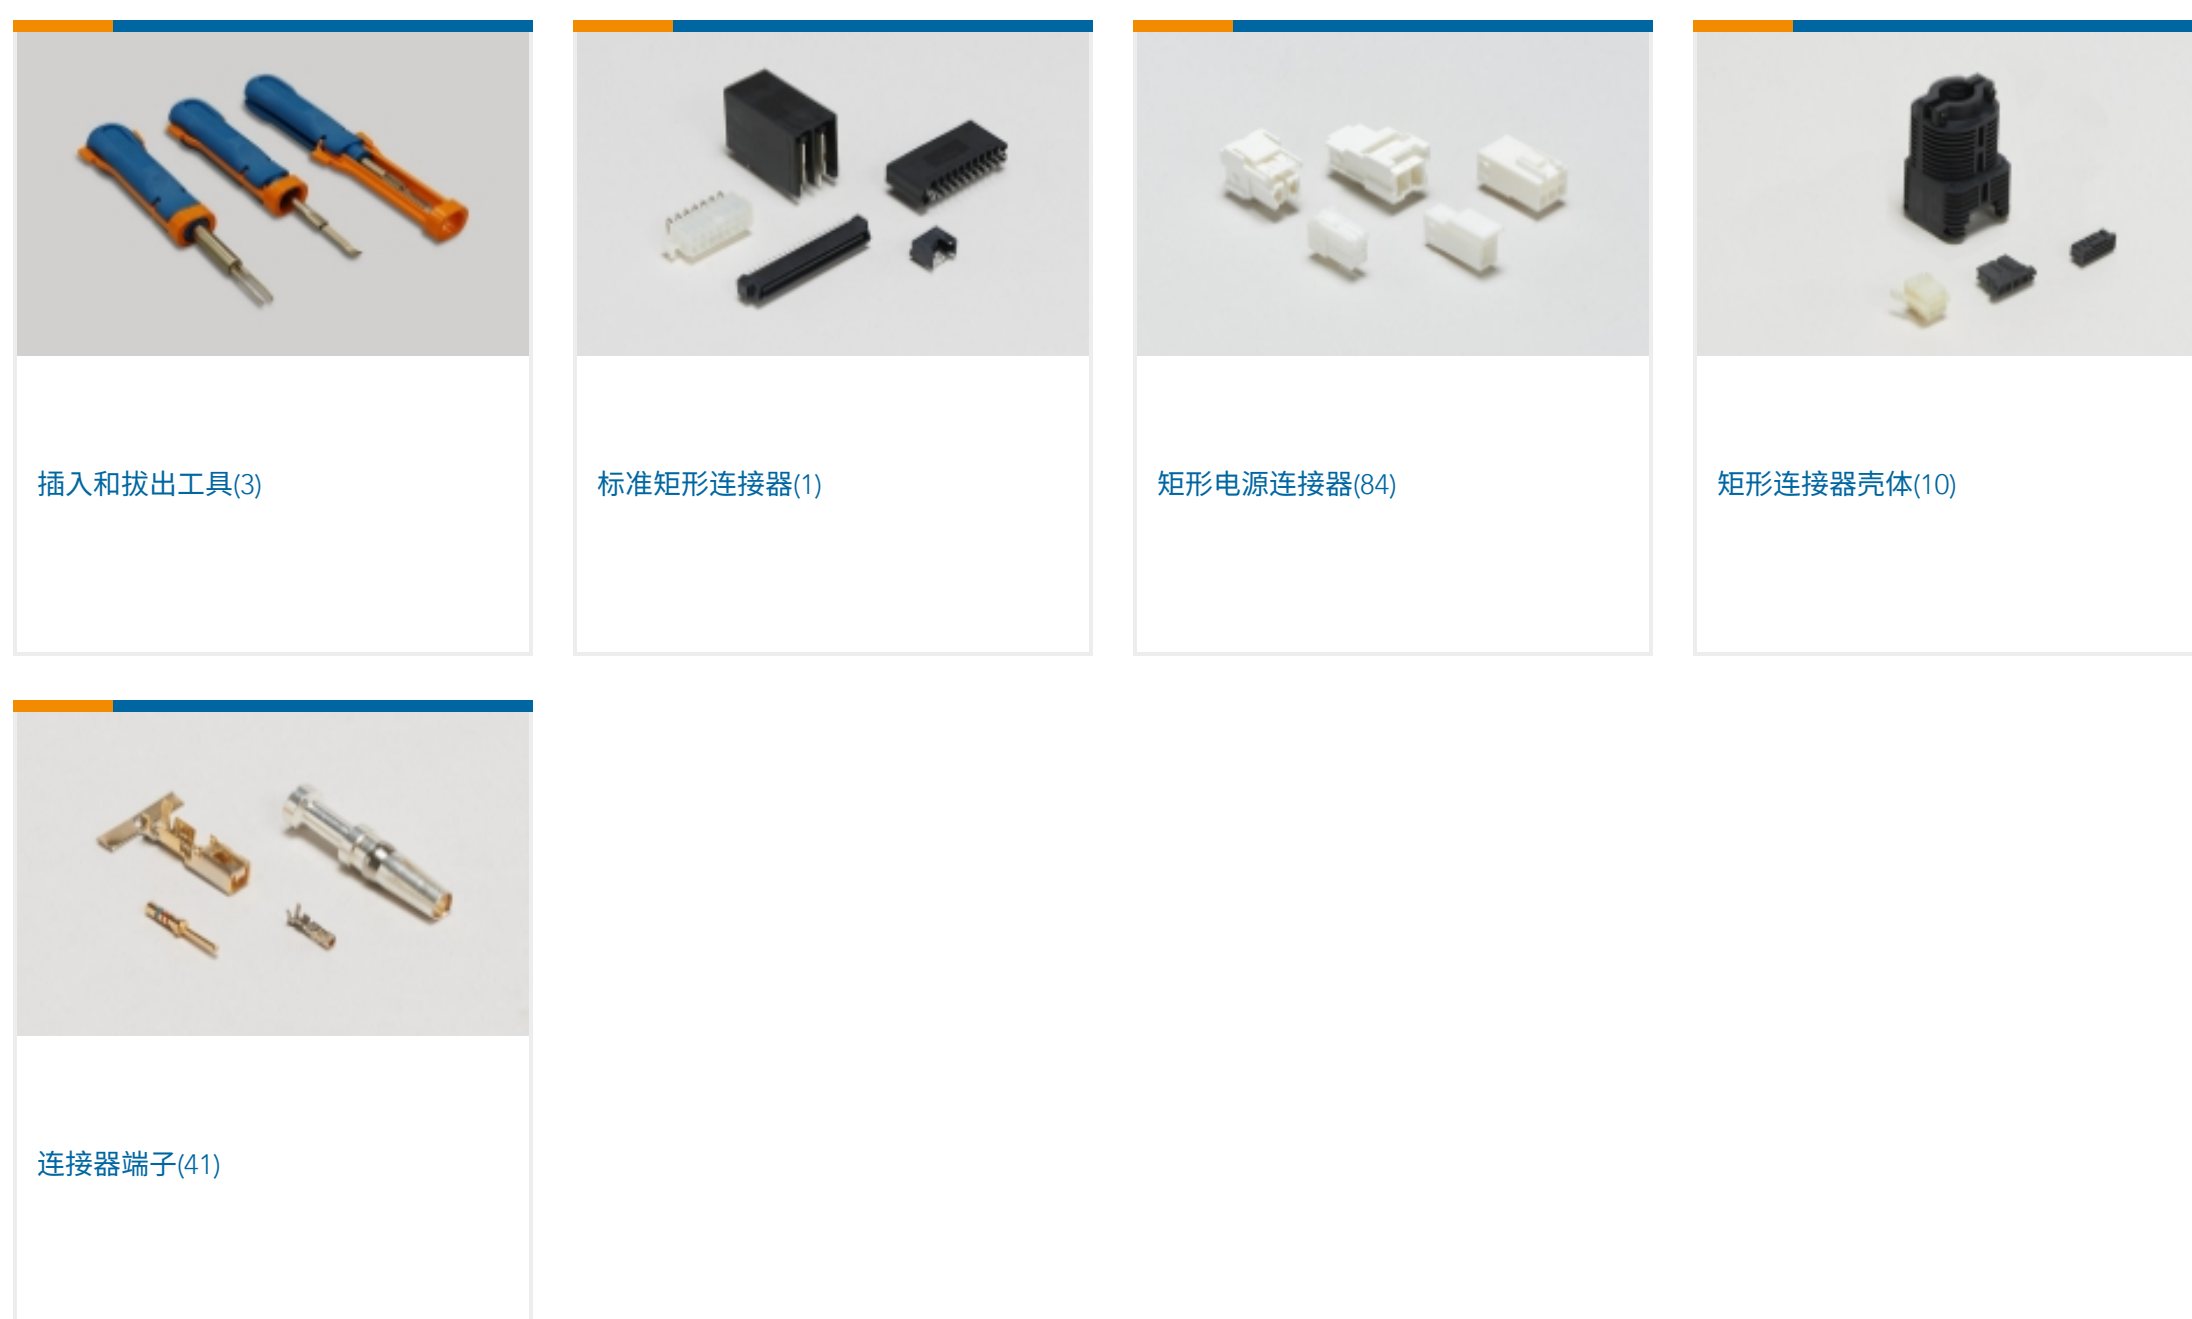 插入和拔出工具(3)
标准矩形连接器(1)
矩形电源连接器(84)
矩形连接器壳体(10)
连接器端子(41)